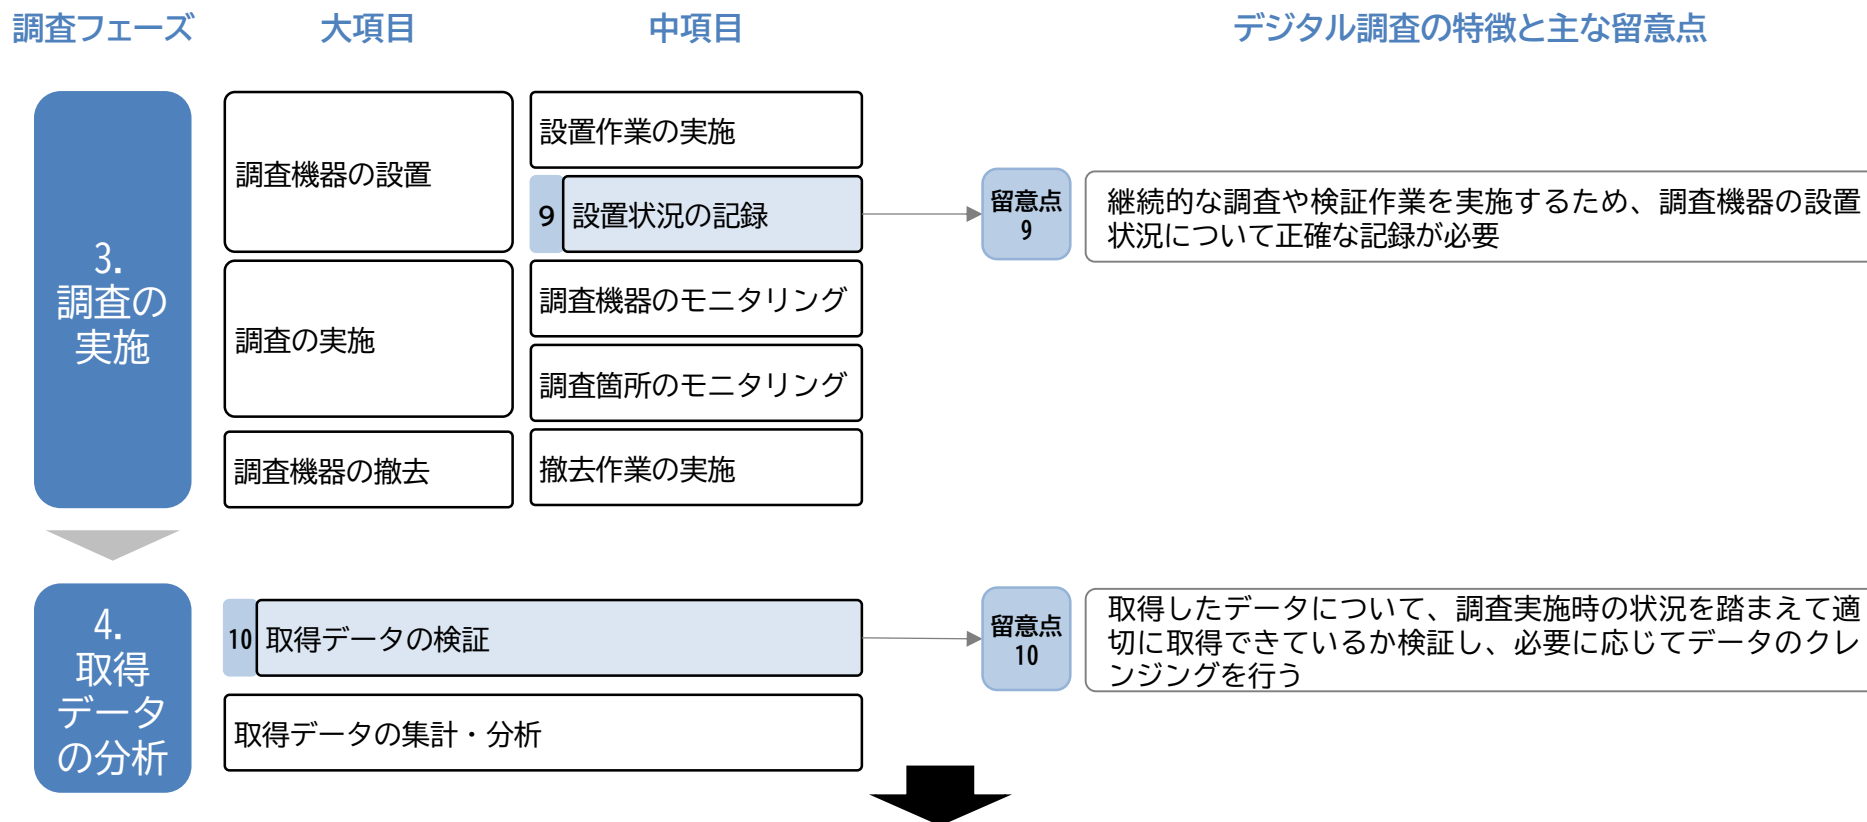 調査フェーズ
大項目
中項目
デジタル調査の特徴と主な留意点
3.
調査の
実施
調査機器の設置
設置作業の実施
9
設置状況の記録
留意点
9
継続的な調査や検証作業を実施するため、調査機器の設置
状況について正確な記録が必要
調査の実施
調査機器のモニタリング
調査箇所のモニタリング
調査機器の撤去
撤去作業の実施
4.
取得
データ
の分析
10
取得データの検証
留意点
10
取得したデータについて、調査実施時の状況を踏まえて適
切に取得できているか検証し、必要に応じてデータのクレ
ンジングを行う
取得データの集計・分析